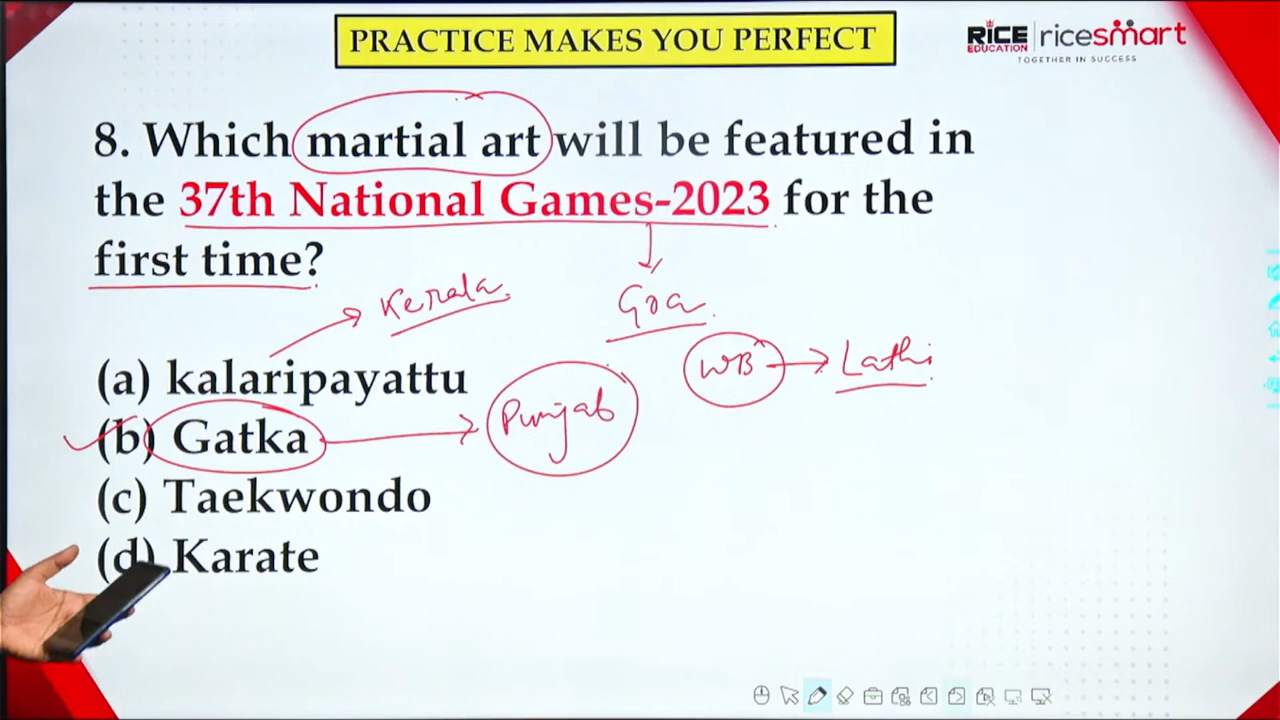 PRACTICE MAKES YOU PERFECT
RICE EDUCATION ricesmart
TOGETHER IN SUCCESS
8. Which martial art will be featured in
the 37th National Games-2023 for the
first time?
Kerala
Goa
(a) kalaripayattu
WB → Lathi
(b) Gatka
Punjab
(c) Taekwondo
(d) Karate